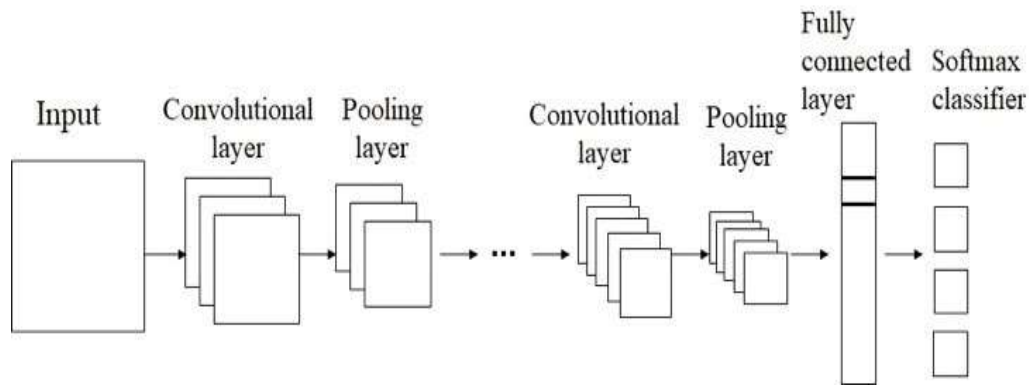 Input
Convolutional
layer
Pooling
layer
...
Convolutional
layer
Pooling
layer
Fully
connected
layer
Softmax
classifier